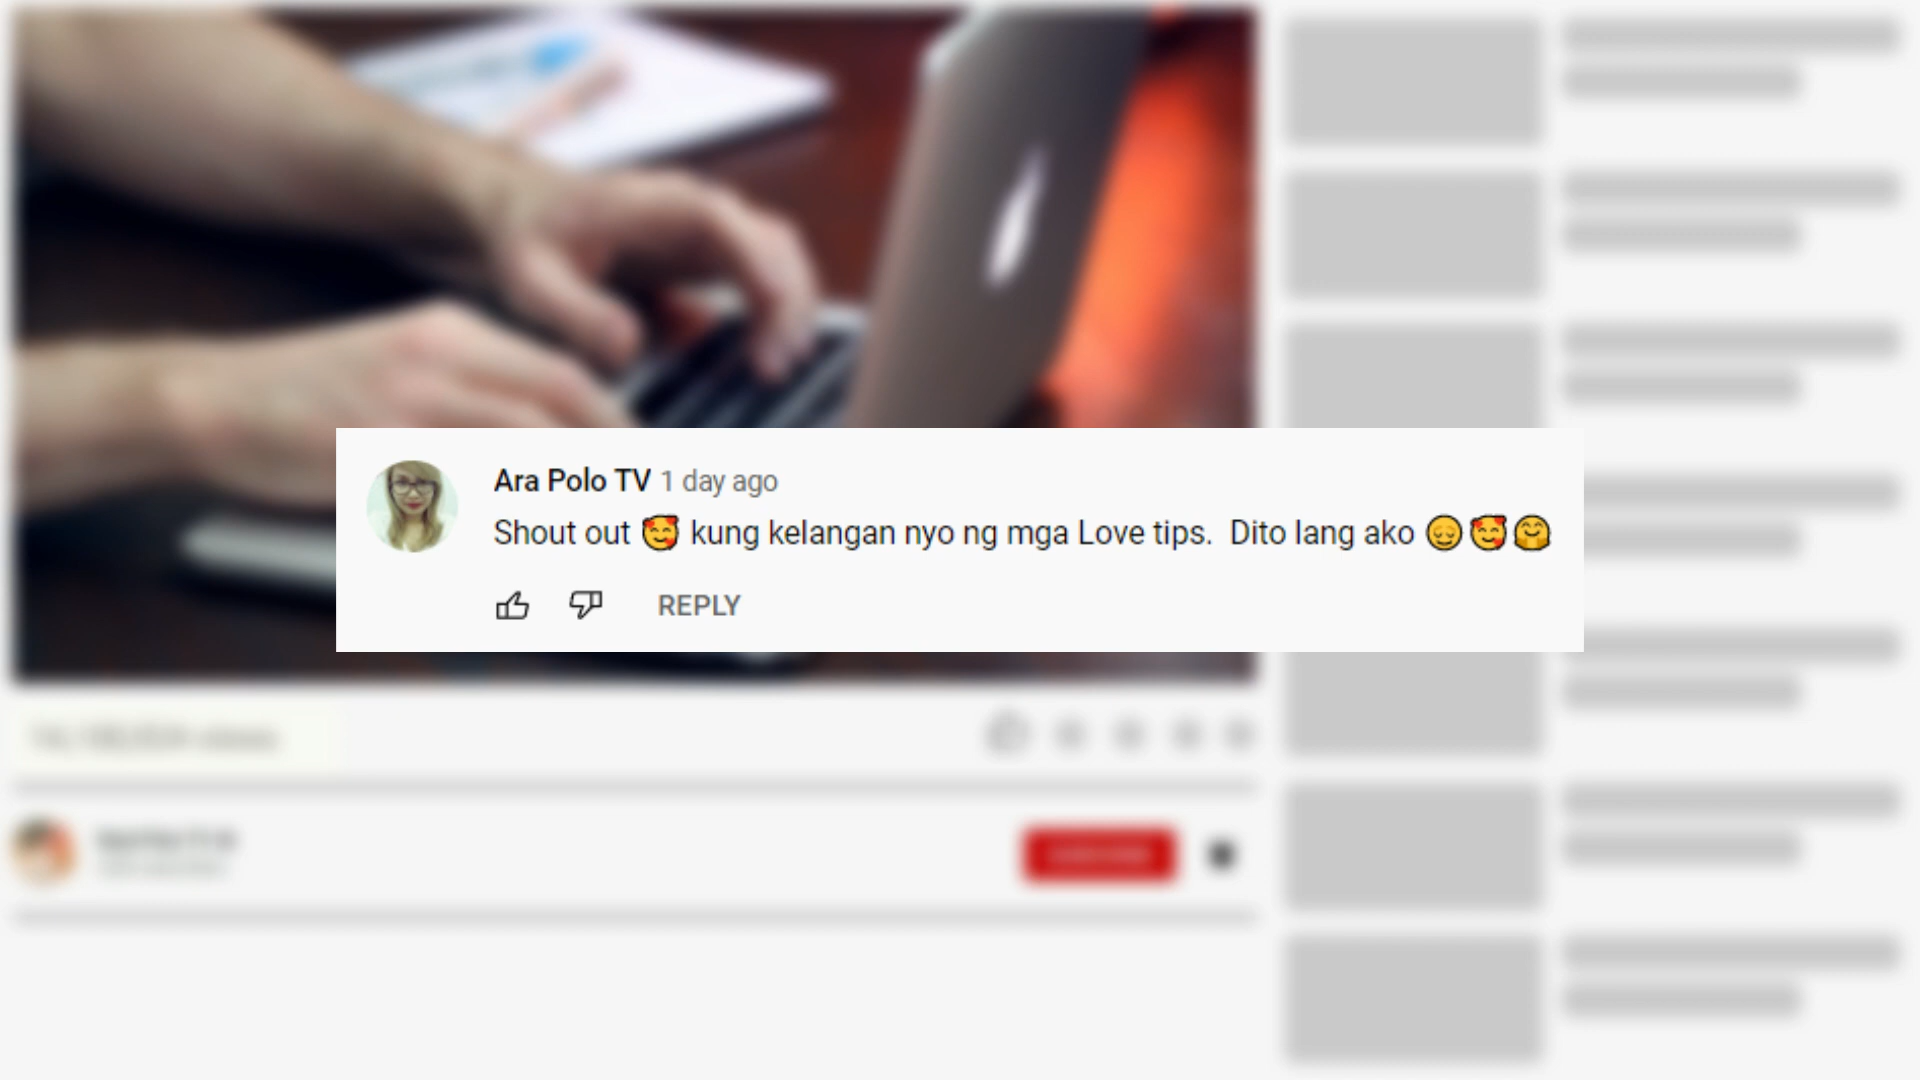 Ara Polo TV 1 day ago
Shout out 🥰 kung kelangan nyo ng mga Love tips. Dito lang ako 😔🥰🤗
REPLY